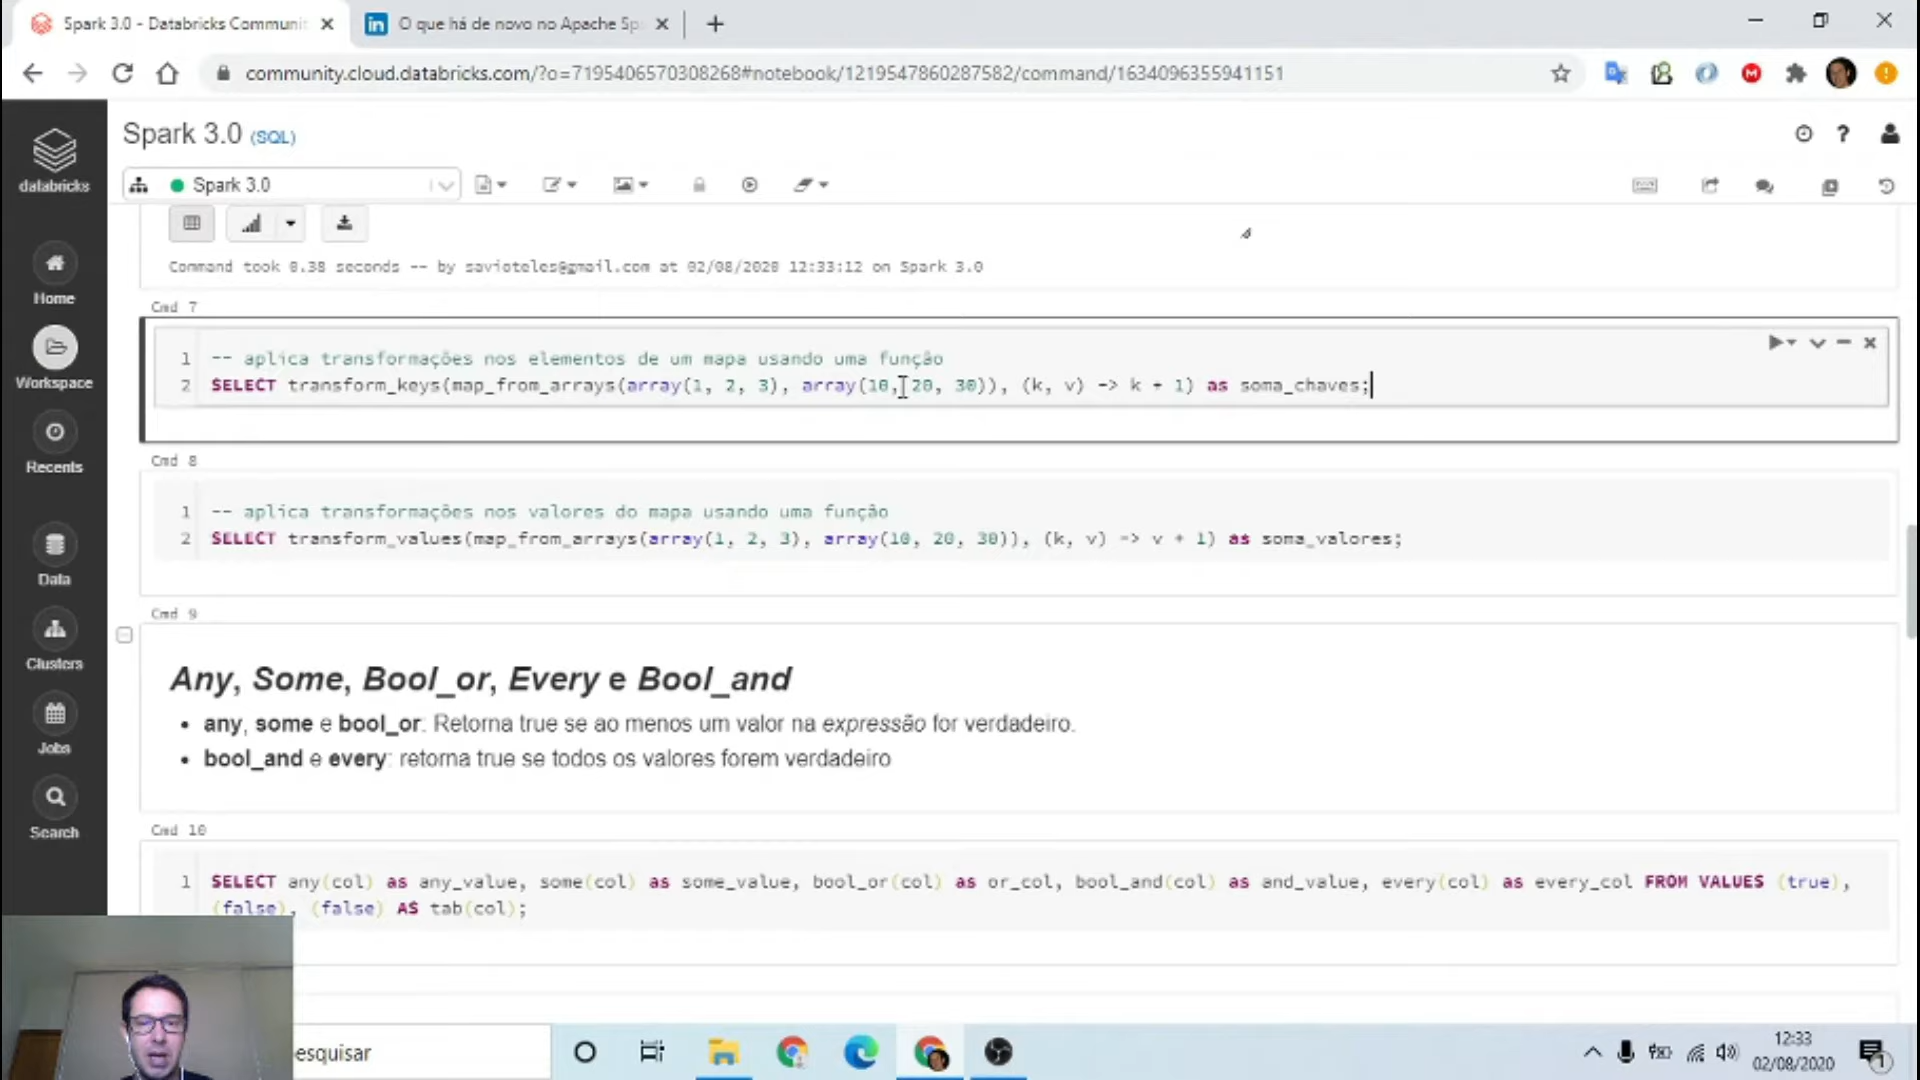 Spark 3.0 - Databricks Communi
O que há de novo no Apache Sp
community.cloud.databricks.com/?o=7195406570308268#notebook/1219547860287582/command/1634096355941151
databricks
Home
Workspace
Recents
Data
Clusters
Jobs
Search
Spark 3.0 (SQL)
Spark 3.0
Command took 0.38 seconds -- by savioteles@gmail.com at 02/08/2020 12:33:12 on Spark 3.0
Cmd 7
1 -- aplica transformações nos elementos de um mapa usando uma função
2 SELECT transform_keys(map_from_arrays(array(1, 2, 3), array(10, 20, 30)), (k, v) -> k + 1) as soma_chaves;
Cmd 8
1 -- aplica transformações nos valores do mapa usando uma função
2 SELECT transform_values(map_from_arrays(array(1, 2, 3), array(10, 20, 30)), (k, v) -> v + 1) as soma_valores;
Cmd 9
Any, Some, Bool_or, Every e Bool_and
• any, some e bool_or: Retorna true se ao menos um valor na expressão for verdadeiro.
• bool_and e every: retorna true se todos os valores forem verdadeiro
Cmd 10
1 SELECT any(col) as any_value, some(col) as some_value, bool_or(col) as or_col, bool_and(col) as and_value, every(col) as every_col FROM VALUES (true),
(false), (false) AS tab(col);
esquisar
12:33
02/08/2020
1